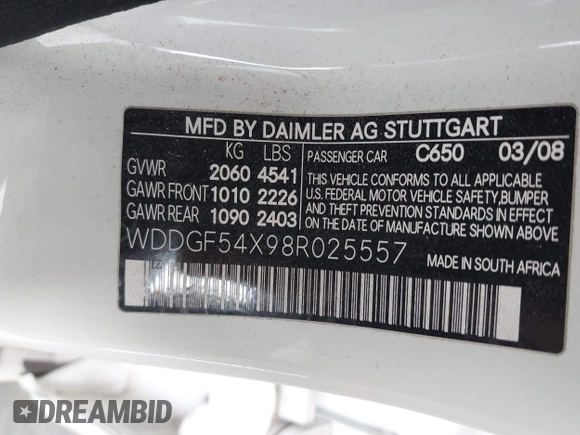 MFD BY DAIMLER AG STUTTGART
KG LBS
GVWR 2060 4541
GAWR FRONT 1010 2226
GAWR REAR 1090 2403
PASSENGER CAR C650 03/08
THIS VEHICLE CONFORMS TO ALL APPLICABLE
U.S. FEDERAL MOTOR VEHICLE SAFETY, BUMPER
AND THEFT PREVENTION STANDARDS IN EFFECT
ON THE DATE OF MANUFACTURE SHOWN ABOVE
WDDGF54X98R025557
MADE IN SOUTH AFRICA
DREAMBID